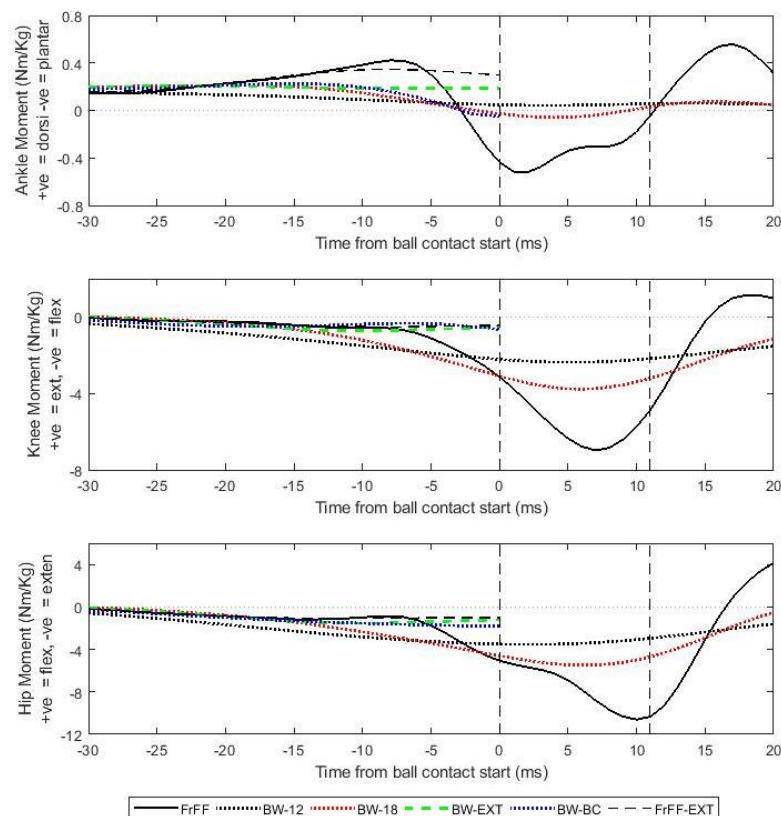 0.8
0.4
0
-0.4
-0.8
Ankle Moment (Nm/Kg)
+ve = dorsi -ve = plantar
-30 -25 -20 -15 -10 -5 0 5 10 15 20
Time from ball contact start (ms)
0
-4
-8
Knee Moment (Nm/Kg)
+ve = ext, -ve = flex
-30 -25 -20 -15 -10 -5 0 5 10 15 20
Time from ball contact start (ms)
4
0
-4
-8
-12
Hip Moment (Nm/Kg)
+ve = flex, -ve = exten
-30 -25 -20 -15 -10 -5 0 5 10 15 20
Time from ball contact start (ms)
FrFF BW-12 BW-18 BW-EXT BW-BC FrFF-EXT